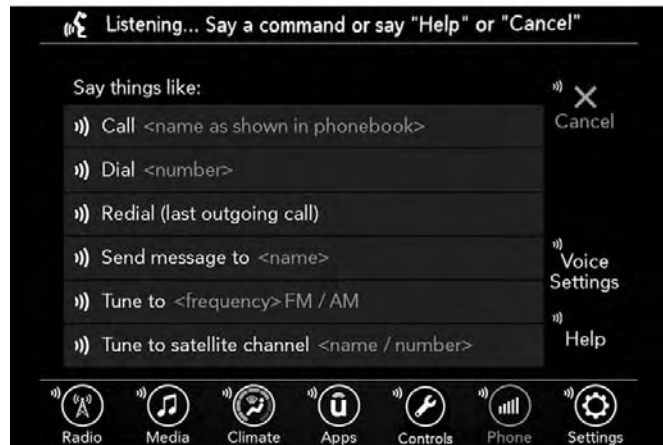 Listening... Say a command or say "Help" or "Cancel"
Say things like:
Call <name as shown in phonebook>
Dial <number>
Redial (last outgoing call)
Send message to <name>
Tune to <frequency> FM / AM
Tune to satellite channel <name / number>
Cancel
Voice
Settings
Help
ū
Radio Media Climate Apps Controls Phone Settings